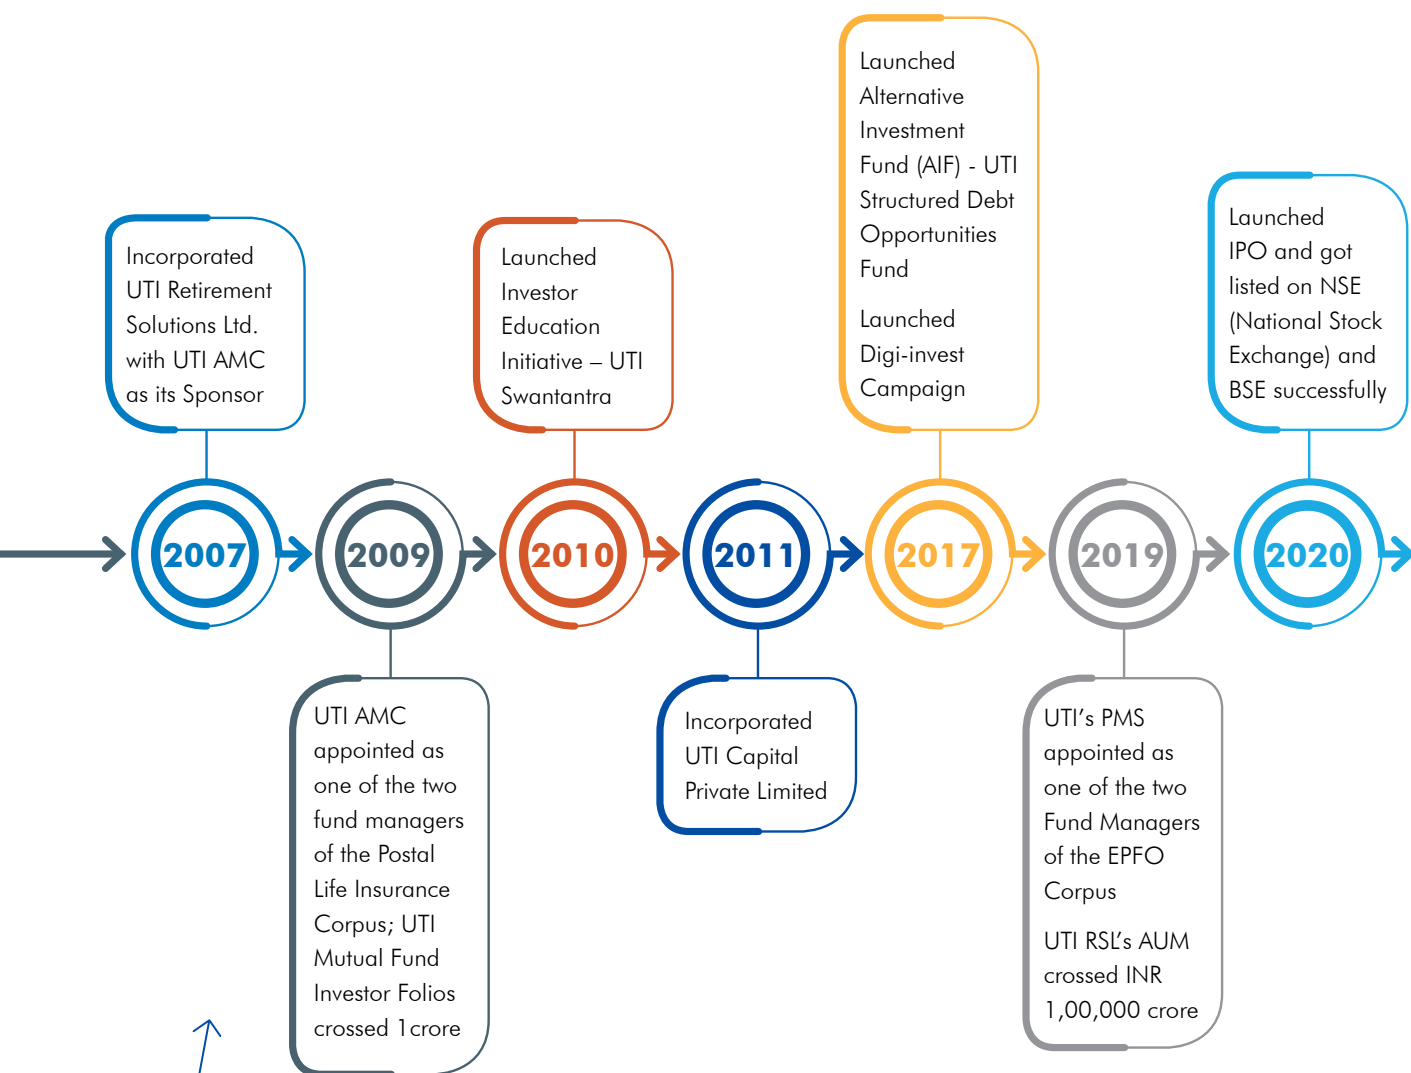 Incorporated
UTI Retirement
Solutions Ltd.
with UTI AMC
as its Sponsor
2007
2009
UTI AMC
appointed as
one of the two
fund managers
of the Postal
Life Insurance
Corpus; UTI
Mutual Fund
Investor Folios
crossed 1crore
Launched
Investor
Education
Initiative – UTI
Swantantra
2010
2011
Incorporated
UTI Capital
Private Limited
Launched
Alternative
Investment
Fund (AIF) - UTI
Structured Debt
Opportunities
Fund
Launched
Digi-invest
Campaign
2017
2019
UTI’s PMS
appointed as
one of the two
Fund Managers
of the EPFO
Corpus
UTI RSL’s AUM
crossed INR
1,00,000 crore
Launched
IPO and got
listed on NSE
(National Stock
Exchange) and
BSE successfully
2020